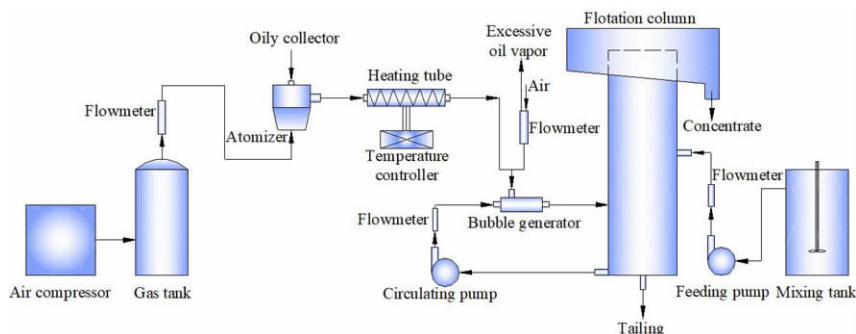 Flotation column
Oily collector
Excessive
oil vapor
Heating tube
Air
Flowmeter
Atomizer
Flowmeter
Concentrate
Temperature
controller
Flowmeter
Flowmeter
Bubble generator
Air compressor
Gas tank
Circulating pump
Feeding pump
Mixing tank
Tailing